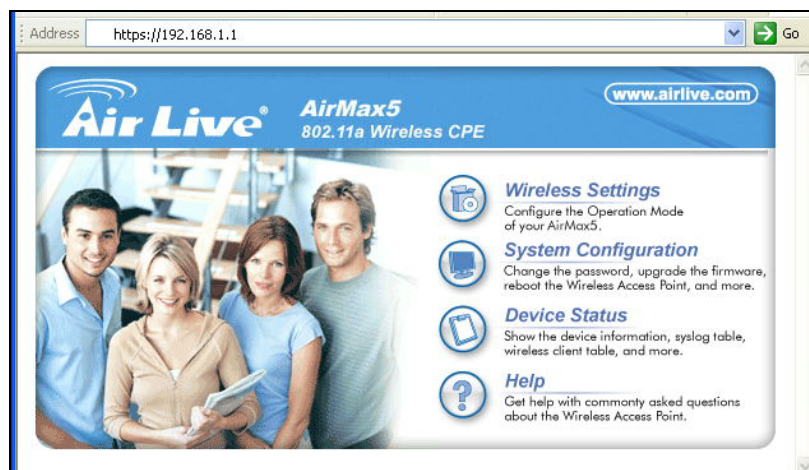 Address https://192.168.1.1 Go
Air Live®
AirMax5
802.11a Wireless CPE
www.airlive.com
Wireless Settings
Configure the Operation Mode
of your AirMax5.
System Configuration
Change the password, upgrade the firmware,
reboot the Wireless Access Point, and more.
Device Status
Show the device information, syslog table,
wireless client table, and more.
Help
Get help with commonty asked questions
about the Wireless Access Point.